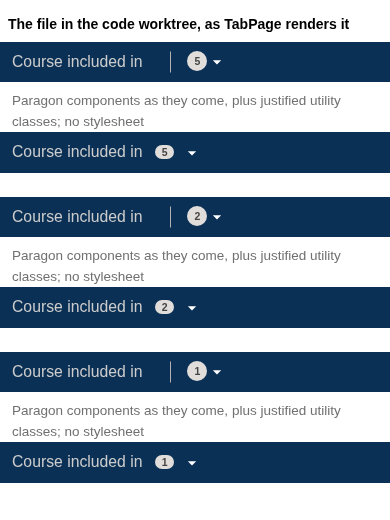 The file in the code worktree, as TabPage renders it
Course included in 5
Paragon components as they come, plus justified utility
classes; no stylesheet
Course included in 5
Course included in 2
Paragon components as they come, plus justified utility
classes; no stylesheet
Course included in 2
Course included in 1
Paragon components as they come, plus justified utility
classes; no stylesheet
Course included in 1